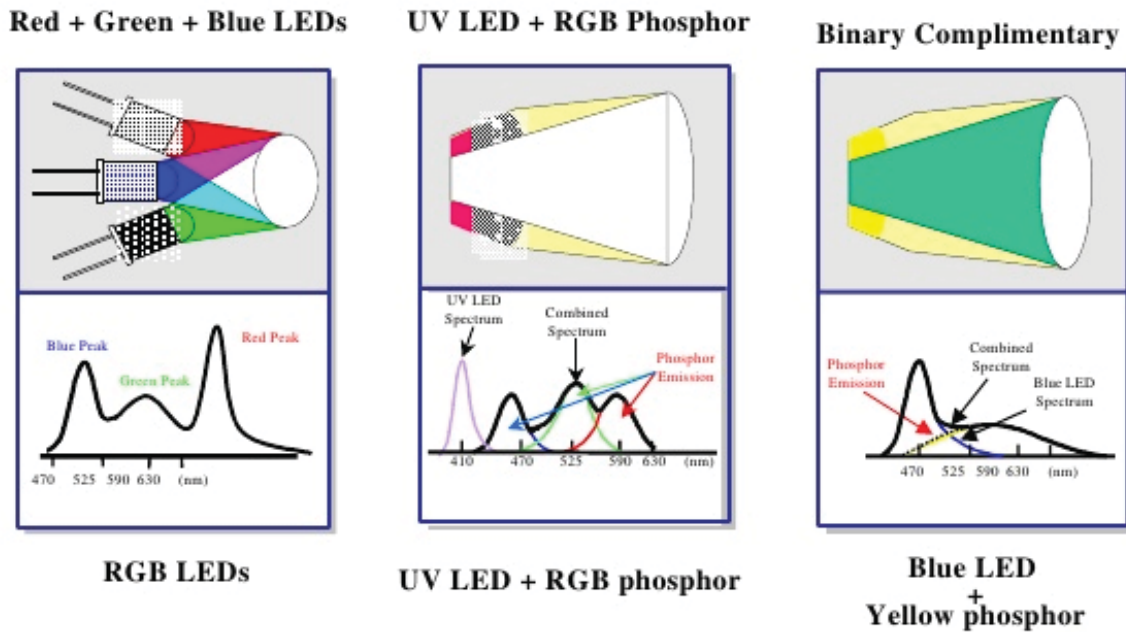 Red + Green + Blue LEDs
Blue Peak
Green Peak
Red Peak
470 525 590 630 (nm)
RGB LEDs
UV LED + RGB Phosphor
UV LED
Spectrum
Combined
Spectrum
Phosphor
Emission
410 470 525 590 630 (nm)
UV LED + RGB phosphor
Binary Complimentary
Phosphor
Emission
Combined
Spectrum
Blue LED
Spectrum
470 525 590 630 (nm)
Blue LED
+
Yellow phosphor